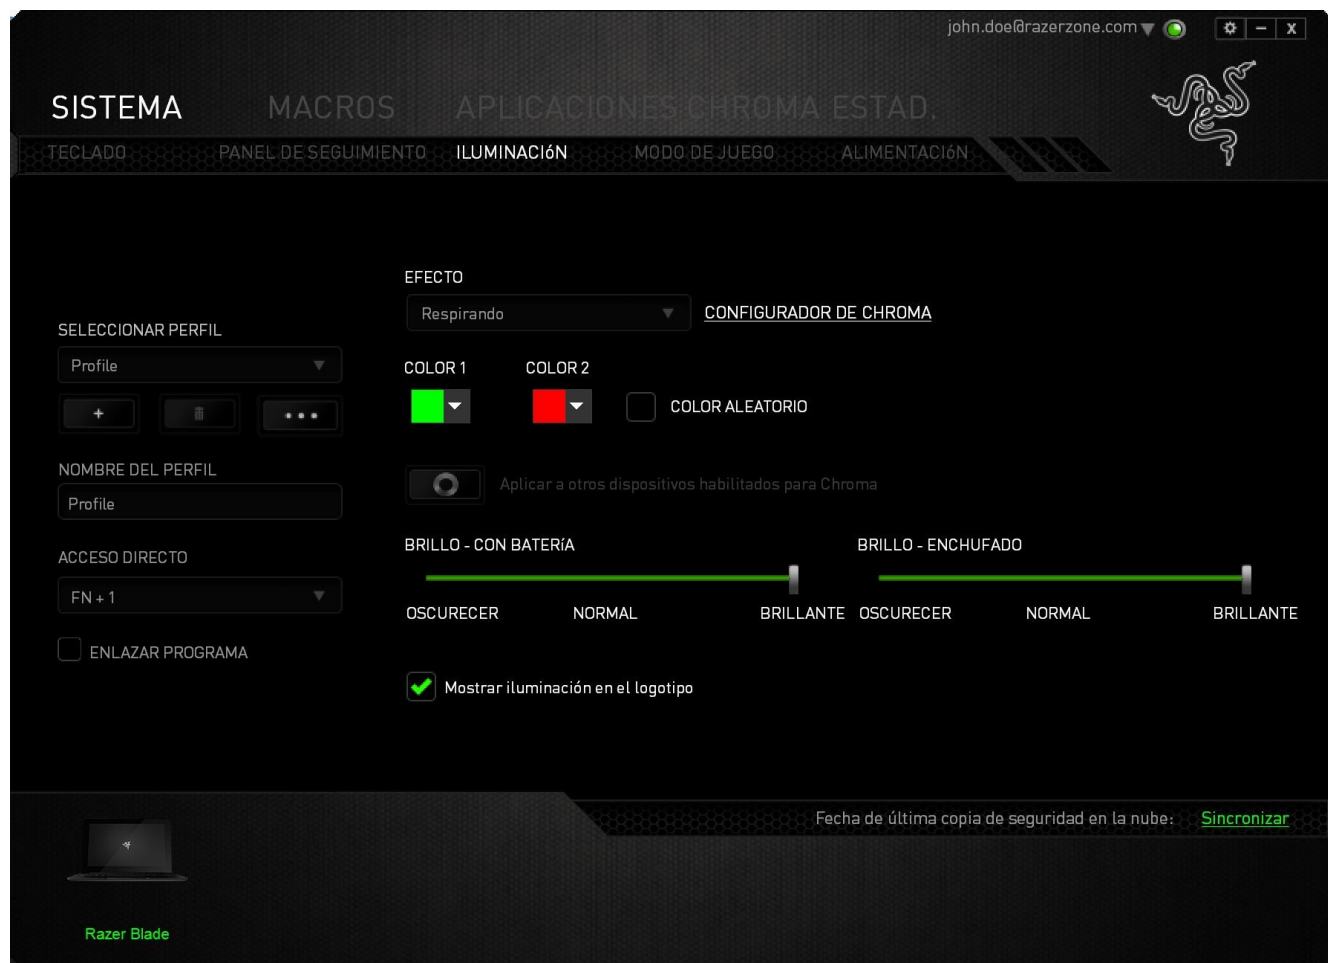 john.doe@razerzone.com
SISTEMA MACROS APLICACIONES CHROMA ESTAD.
TECLADO PANEL DE SEGUIMIENTO ILUMINACIóN MODO DE JUEGO ALIMENTACIóN
SELECCIONAR PERFIL
Profile
NOMBRE DEL PERFIL
Profile
ACCESO DIRECTO
FN + 1
ENLAZAR PROGRAMA
EFECTO
Respirando CONFIGURADOR DE CHROMA
COLOR 1 COLOR 2
COLOR ALEATORIO
Aplicar a otros dispositivos habilitados para Chroma
BRILLO - CON BATERíA BRILLO - ENCHUFADO
OSCURECER NORMAL BRILLANTE OSCURECER NORMAL BRILLANTE
Mostrar iluminación en el logotipo
Fecha de última copia de seguridad en la nube: Sincronizar
Razer Blade